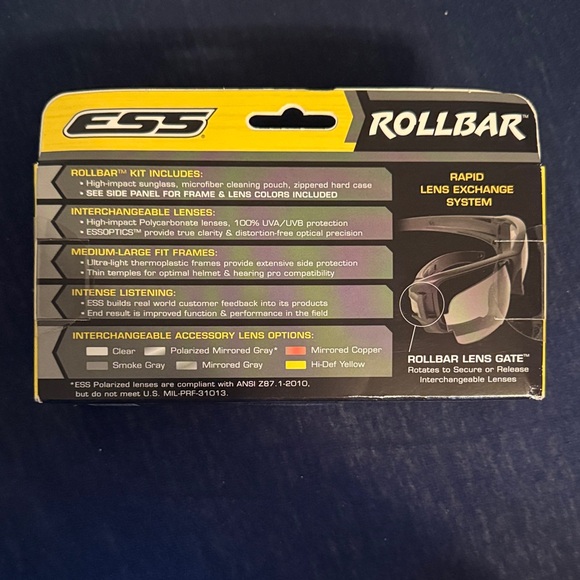 ESS®
ROLLBAR™
ROLLBAR™ KIT INCLUDES:
• High-impact sunglass, microfiber cleaning pouch, zippered hard case
• SEE SIDE PANEL FOR FRAME & LENS COLORS INCLUDED
INTERCHANGEABLE LENSES:
• High-impact Polycarbonate lenses, 100% UVA/UVB protection
• ESSOPTICS™ provide true clarity & distortion-free optical precision
MEDIUM-LARGE FIT FRAMES:
• Ultra-light thermoplastic frames provide extensive side protection
• Thin temples for optimal helmet & hearing pro compatibility
INTENSE LISTENING:
• ESS builds real world customer feedback into its products
• End result is improved function & performance in the field
INTERCHANGEABLE ACCESSORY LENS OPTIONS:
Clear Polarized Mirrored Gray* Mirrored Copper
Smoke Gray Mirrored Gray Hi-Def Yellow
*ESS Polarized lenses are compliant with ANSI Z87.1-2010,
but do not meet U.S. MIL-PRF-31013.
RAPID
LENS EXCHANGE
SYSTEM
ROLLBAR LENS GATE™
Rotates to Secure or Release
Interchangeable Lenses